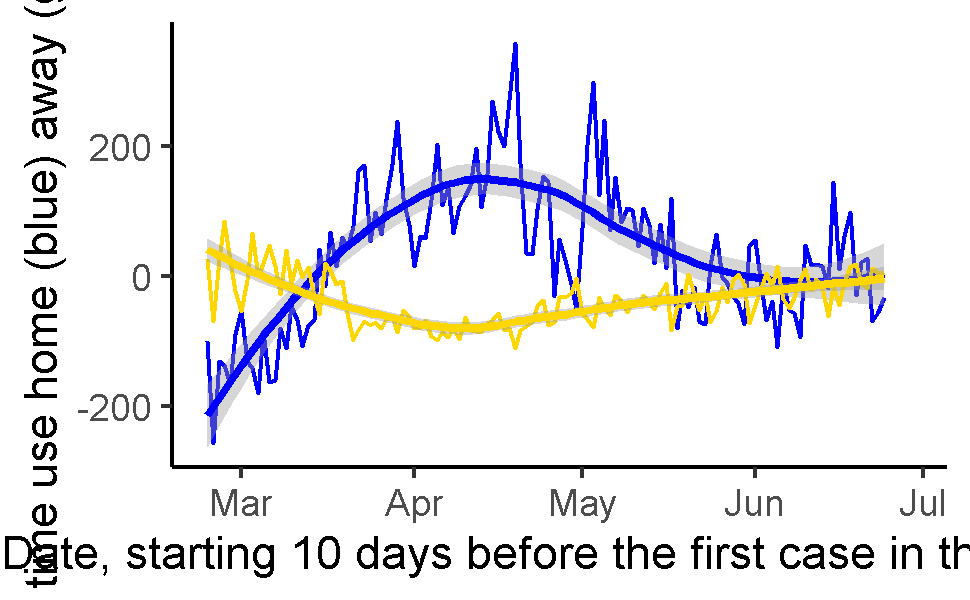 time use home (blue) away (
200
0
-200
Mar Apr May Jun Jul
Date, starting 10 days before the first case in th